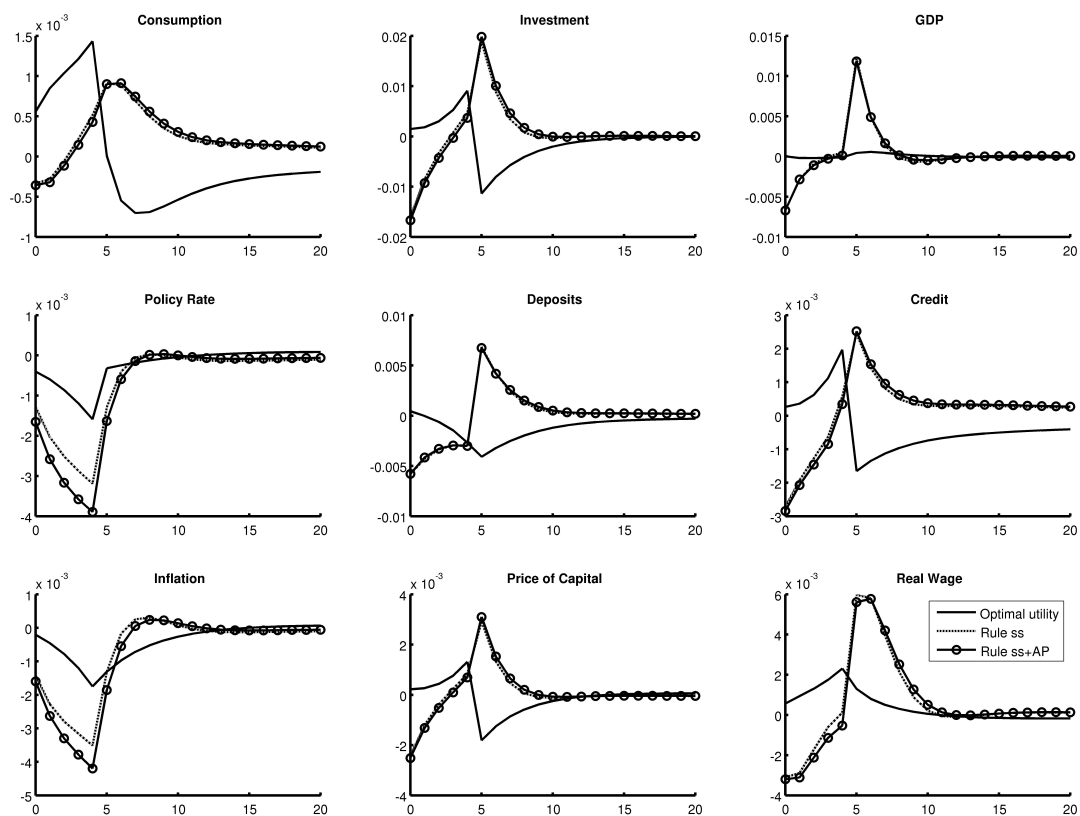 Consumption
x 10^-3
1.5
1
0.5
0
-0.5
-1
0 5 10 15 20
Investment
0.02
0.01
0
-0.01
-0.02
0 5 10 15 20
GDP
0.015
0.01
0.005
0
-0.005
-0.01
0 5 10 15 20
Policy Rate
x 10^-3
1
0
-1
-2
-3
-4
0 5 10 15 20
Deposits
0.01
0.005
0
-0.005
-0.01
0 5 10 15 20
Credit
x 10^-3
3
2
1
0
-1
-2
-3
0 5 10 15 20
Inflation
x 10^-3
1
0
-1
-2
-3
-4
-5
0 5 10 15 20
Price of Capital
x 10^-3
4
2
0
-2
-4
0 5 10 15 20
Real Wage
x 10^-3
6
4
2
0
-2
-4
0 5 10 15 20
Optimal utility
Rule ss
Rule ss+AP